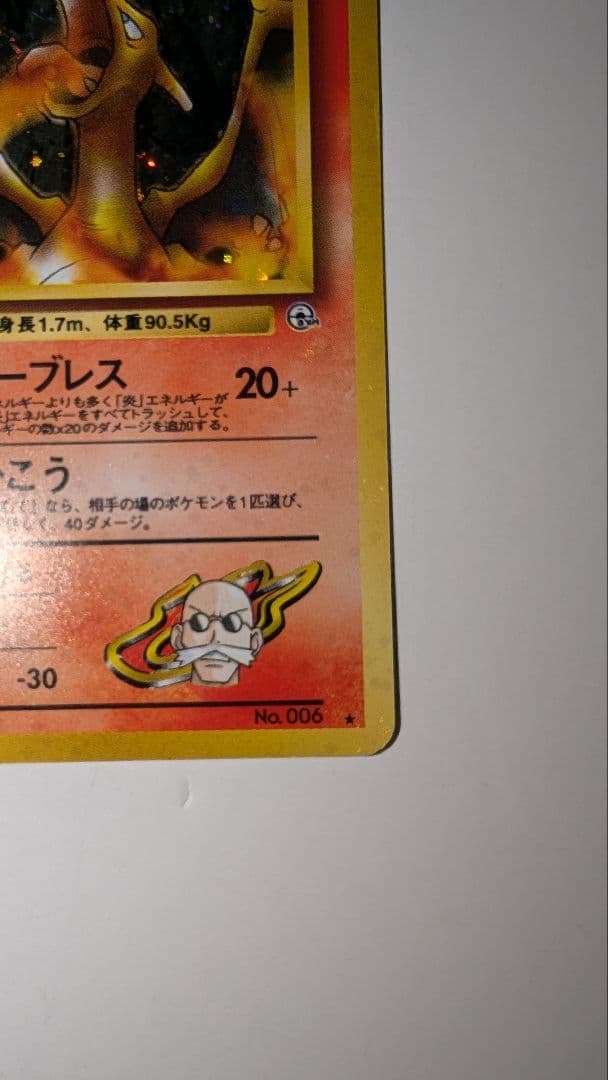 身長1.7m、体重90.5Kg
GYM
ーブレス 20+
ネルギーよりも多く「炎」エネルギーが
」エネルギーをすべてトラッシュして、
ギーの数x20のダメージを追加する。
こう
なら、相手の場のポケモンを1匹選び、
40ダメージ。
-30
No. 006 ★